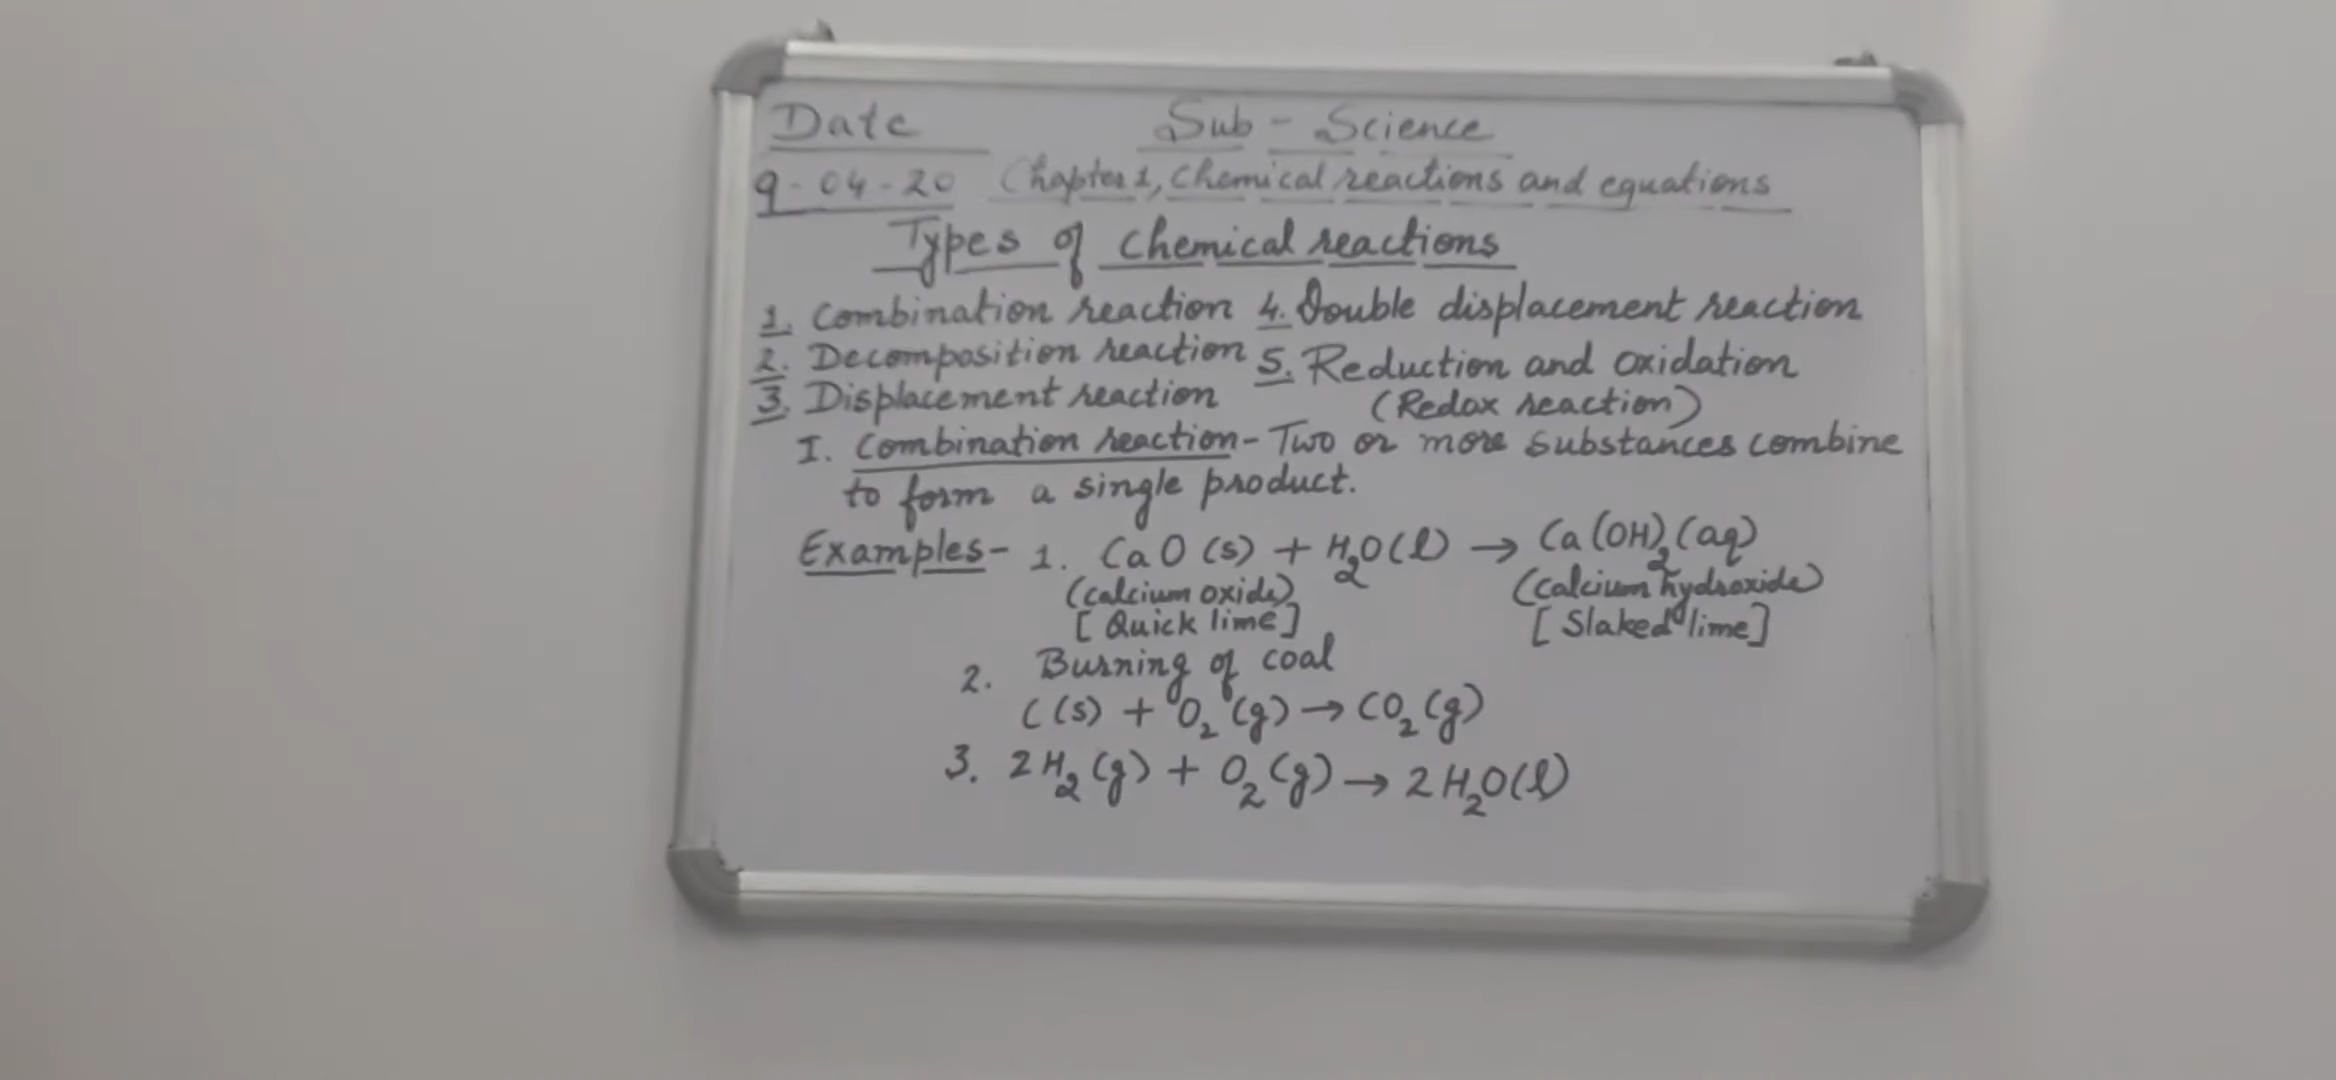 Date Sub - Science
9-04-20 Chapter 1, Chemical reactions and equations
Types of Chemical reactions
1. Combination reaction 4. Double displacement reaction
2. Decomposition reaction 5. Reduction and oxidation
3. Displacement reaction (Redox reaction)
I. Combination reaction - Two or more substances combine
to form a single product.
Examples - 1. CaO (s) + H₂O(l) → Ca(OH)₂(aq)
(calcium oxide) (calcium hydroxide)
[Quick lime] [Slaked lime]
2. Burning of coal
C(s) + O₂(g) → CO₂(g)
3. 2H₂(g) + O₂(g) → 2H₂O(l)